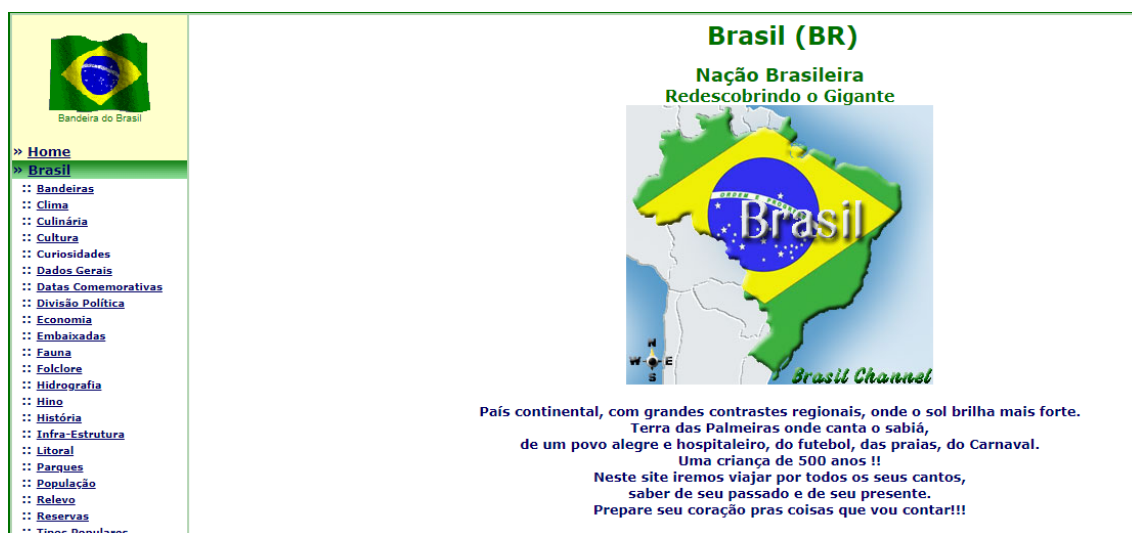 Bandeira do Brasil
» Home
» Brasil
:: Bandeiras
:: Clima
:: Culinária
:: Cultura
:: Curiosidades
:: Dados Gerais
:: Datas Comemorativas
:: Divisão Política
:: Economia
:: Embaixadas
:: Fauna
:: Folclore
:: Hidrografia
:: Hino
:: História
:: Infra-Estrutura
:: Litoral
:: Parques
:: População
:: Relevo
:: Reservas
:: Tipos Populares
Brasil (BR)
Nação Brasileira
Redescobrindo o Gigante
ORDEM E PROGRESSO
Brasil
N
W E
S
Brasil Channel
País continental, com grandes contrastes regionais, onde o sol brilha mais forte.
Terra das Palmeiras onde canta o sabiá,
de um povo alegre e hospitaleiro, do futebol, das praias, do Carnaval.
Uma criança de 500 anos !!
Neste site iremos viajar por todos os seus cantos,
saber de seu passado e de seu presente.
Prepare seu coração pras coisas que vou contar!!!